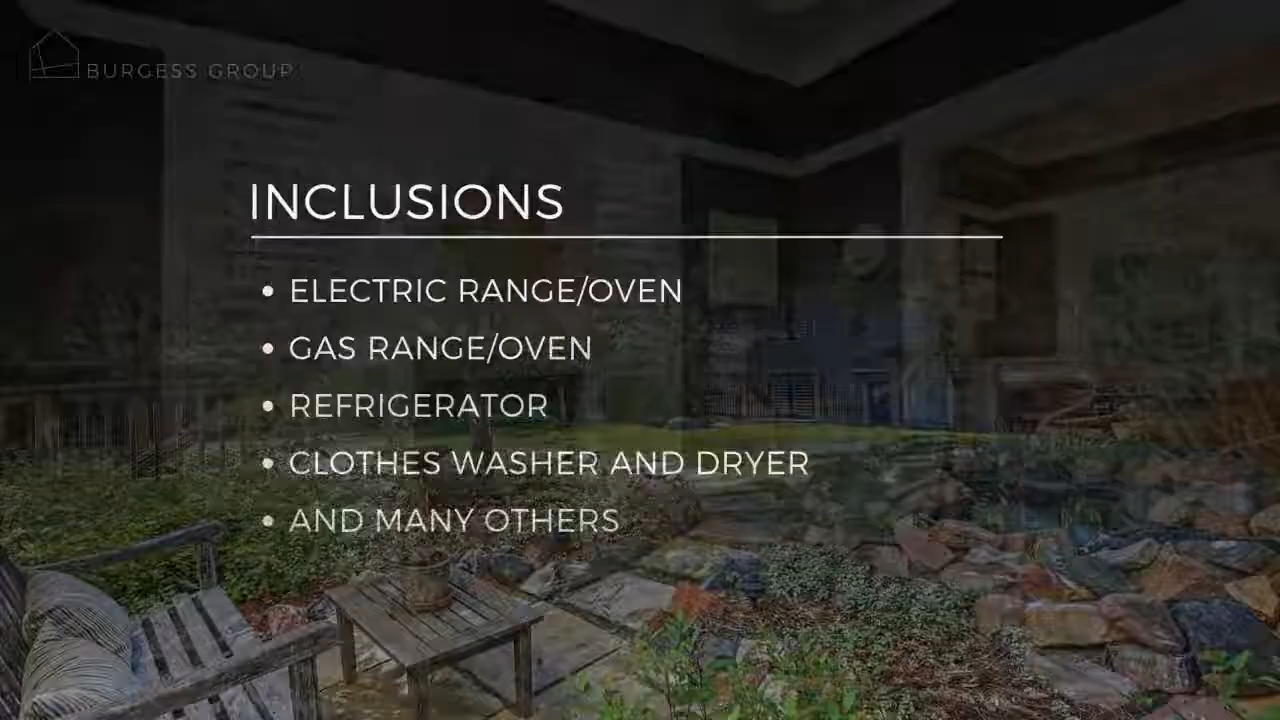 BURGESS GROUP
INCLUSIONS
• ELECTRIC RANGE/OVEN
• GAS RANGE/OVEN
• REFRIGERATOR
• CLOTHES WASHER AND DRYER
• AND MANY OTHERS